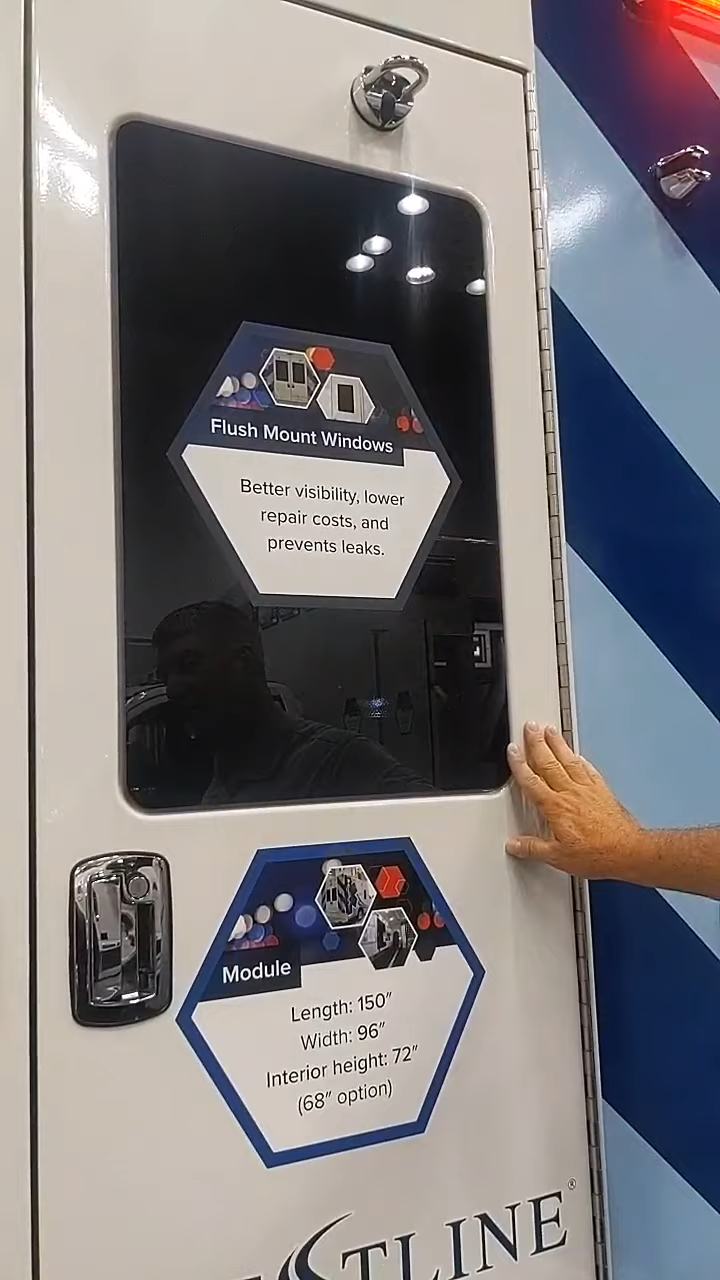 Flush Mount Windows
Better visibility, lower
repair costs, and
prevents leaks.
Module
Length: 150″
Width: 96″
Interior height: 72″
(68″ option)
STLINE®